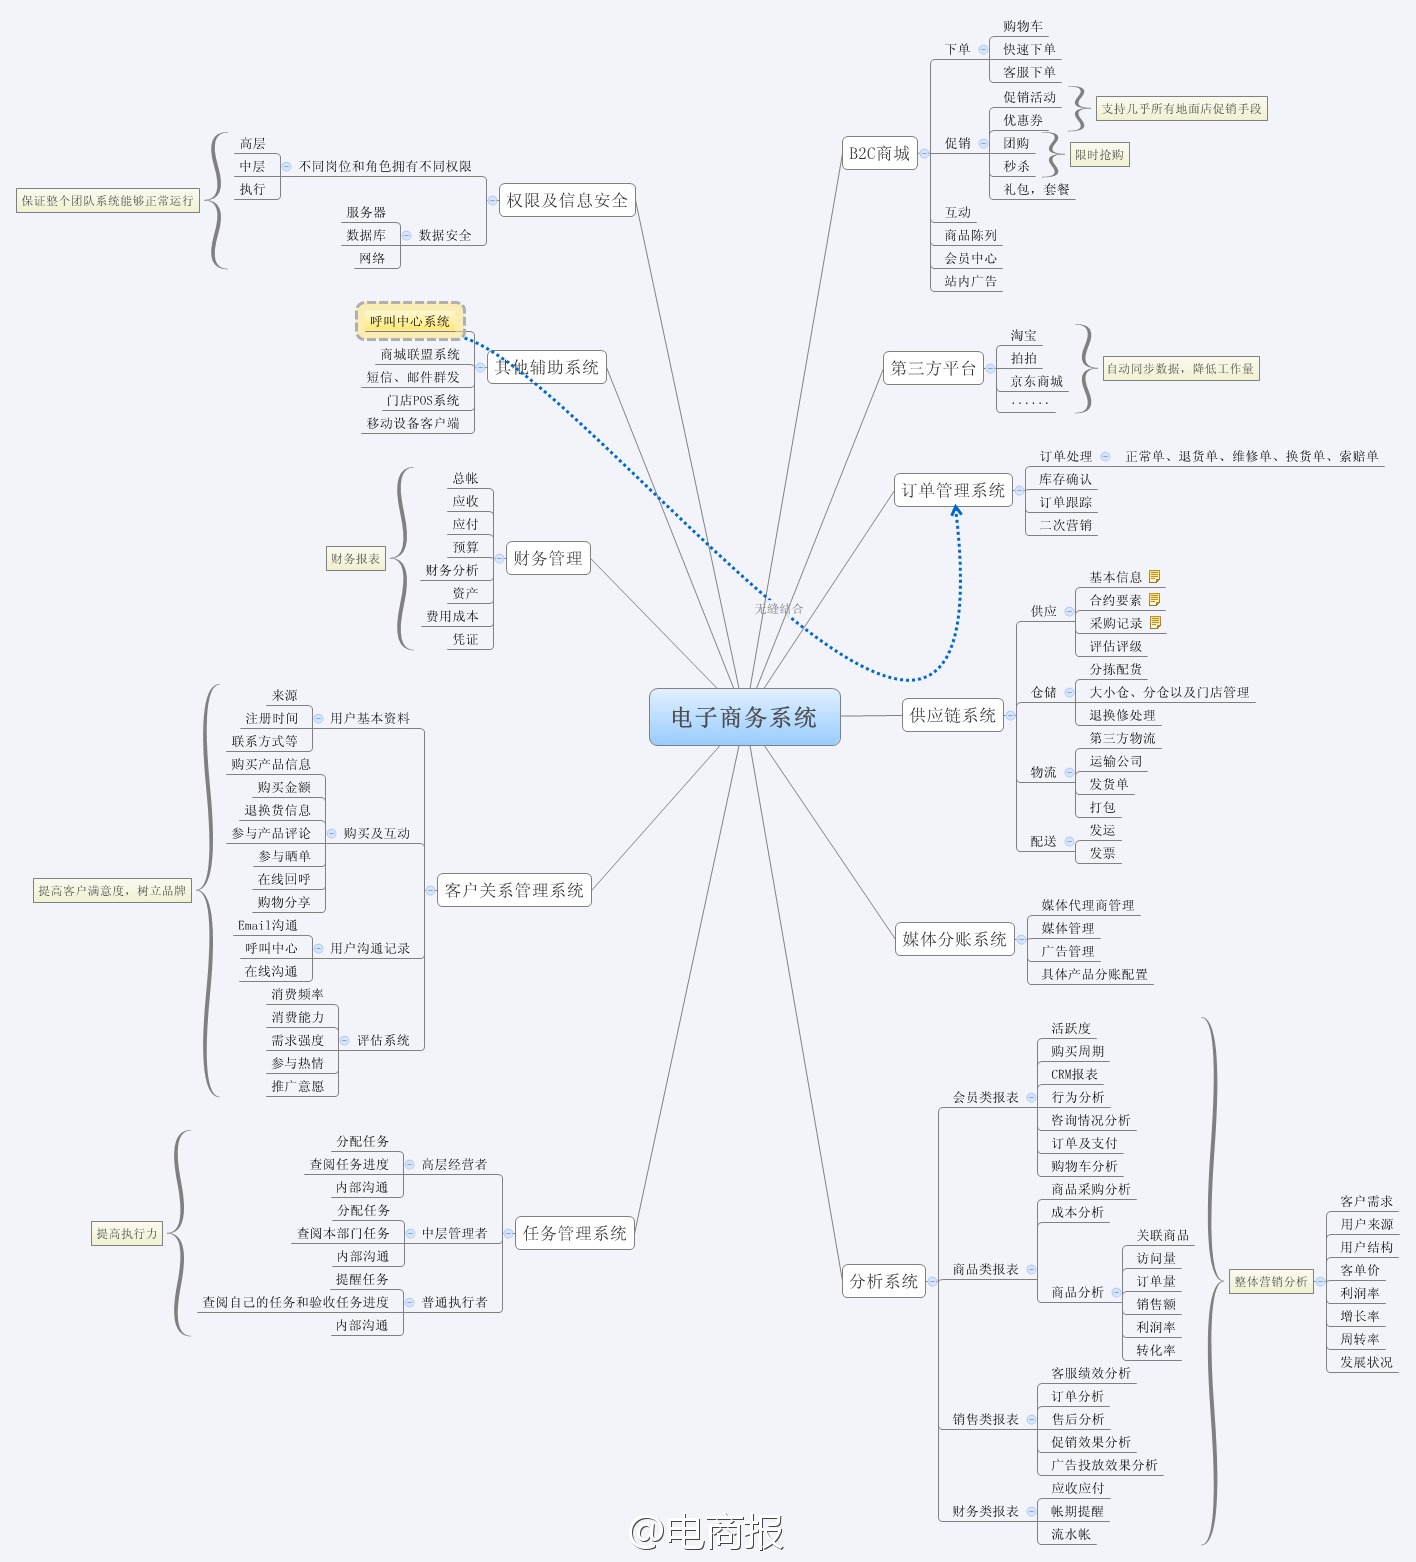 电子商务系统
B2C商城
下单
购物车
快速下单
客服下单
促销
促销活动
优惠券
团购
秒杀
礼包，套餐
支持几乎所有地面店促销手段
限时抢购
互动
商品陈列
会员中心
站内广告
第三方平台
淘宝
拍拍
京东商城
······
自动同步数据，降低工作量
订单管理系统
订单处理
正常单、退货单、维修单、换货单、索赔单
库存确认
订单跟踪
二次营销
供应链系统
供应
基本信息
合约要素
采购记录
评估评级
仓储
分拣配货
大小仓、分仓以及门店管理
退换修处理
物流
第三方物流
运输公司
发货单
打包
配送
发运
发票
媒体分账系统
媒体代理商管理
媒体管理
广告管理
具体产品分账配置
分析系统
会员类报表
活跃度
购买周期
CRM报表
行为分析
咨询情况分析
订单及支付
购物车分析
商品类报表
商品采购分析
成本分析
商品分析
关联商品
访问量
订单量
销售额
利润率
转化率
销售类报表
客服绩效分析
订单分析
售后分析
促销效果分析
广告投放效果分析
财务类报表
应收应付
帐期提醒
流水帐
整体营销分析
客户需求
用户来源
用户结构
客单价
利润率
增长率
周转率
发展状况
权限及信息安全
不同岗位和角色拥有不同权限
高层
中层
执行
数据安全
服务器
数据库
网络
保证整个团队系统能够正常运行
其他辅助系统
呼叫中心系统
商城联盟系统
短信、邮件群发
门店POS系统
移动设备客户端
无缝结合
财务管理
总帐
应收
应付
预算
财务分析
资产
费用成本
凭证
财务报表
客户关系管理系统
用户基本资料
来源
注册时间
联系方式等
购买及互动
购买产品信息
购买金额
退换货信息
参与产品评论
参与晒单
在线回呼
购物分享
用户沟通记录
Email沟通
呼叫中心
在线沟通
评估系统
消费频率
消费能力
需求强度
参与热情
推广意愿
提高客户满意度，树立品牌
任务管理系统
高层经营者
分配任务
查阅任务进度
内部沟通
中层管理者
分配任务
查阅本部门任务
内部沟通
普通执行者
提醒任务
查阅自己的任务和验收任务进度
内部沟通
提高执行力
@电商报